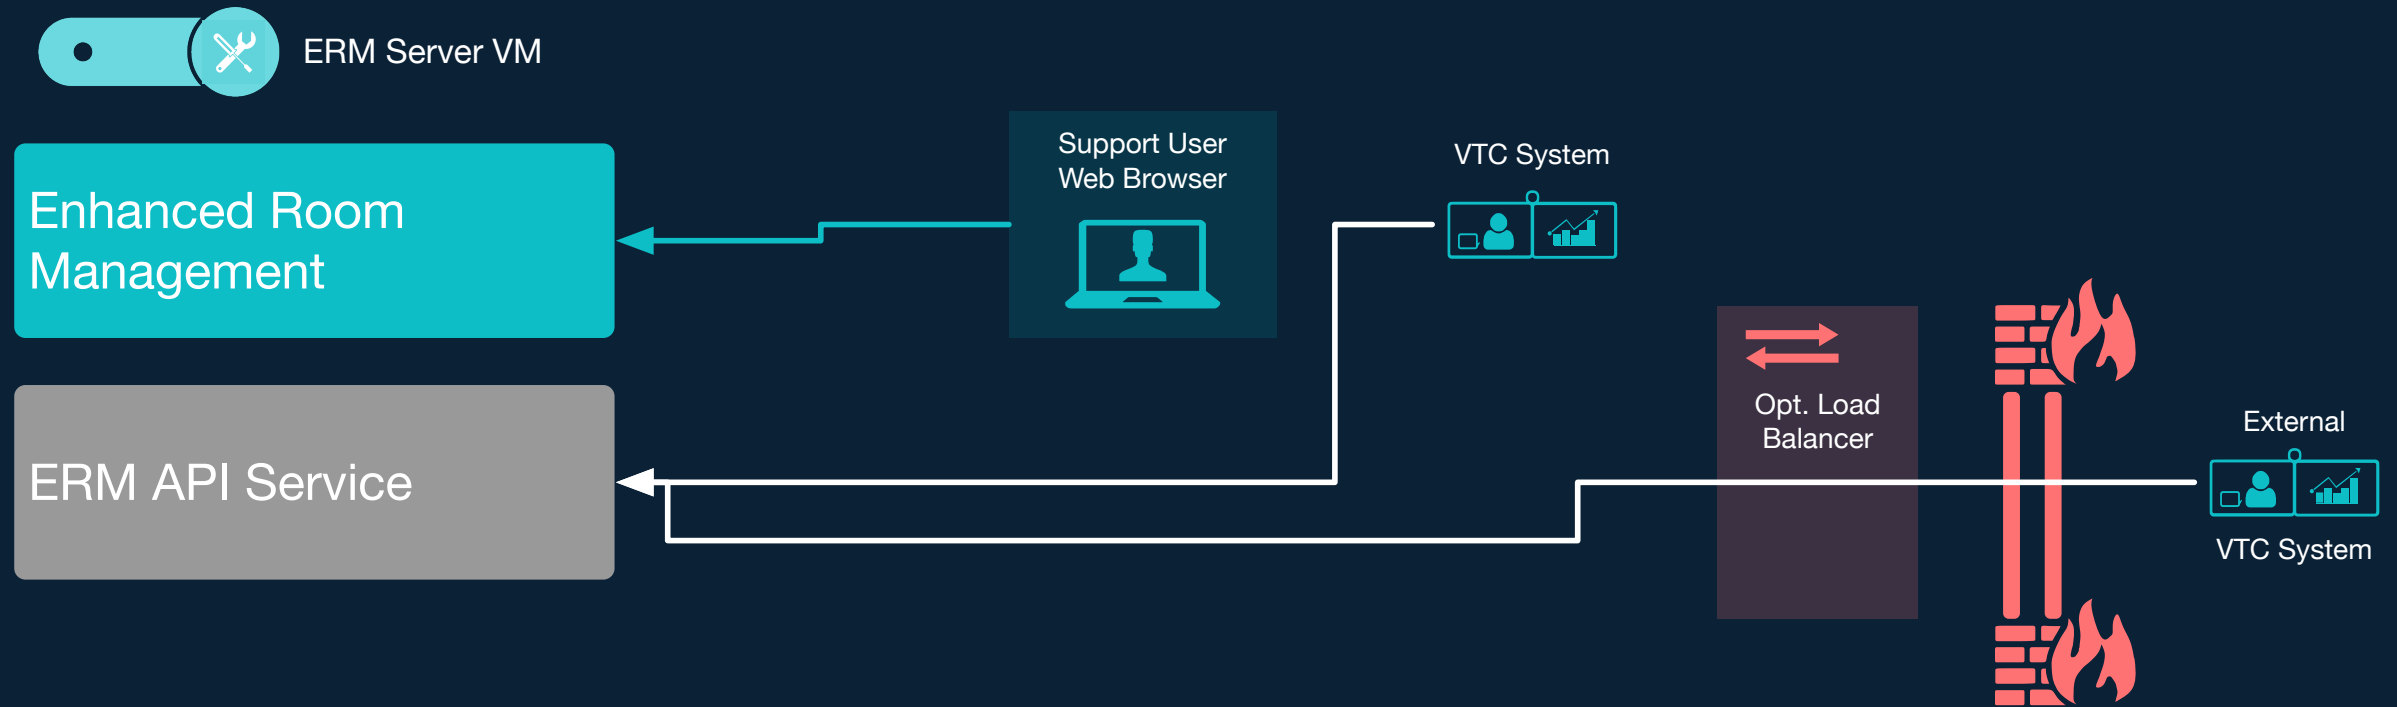 ERM Server VM
Support User
Web Browser
VTC System
Enhanced Room
Management
Opt. Load
Balancer
External
ERM API Service
VTC System